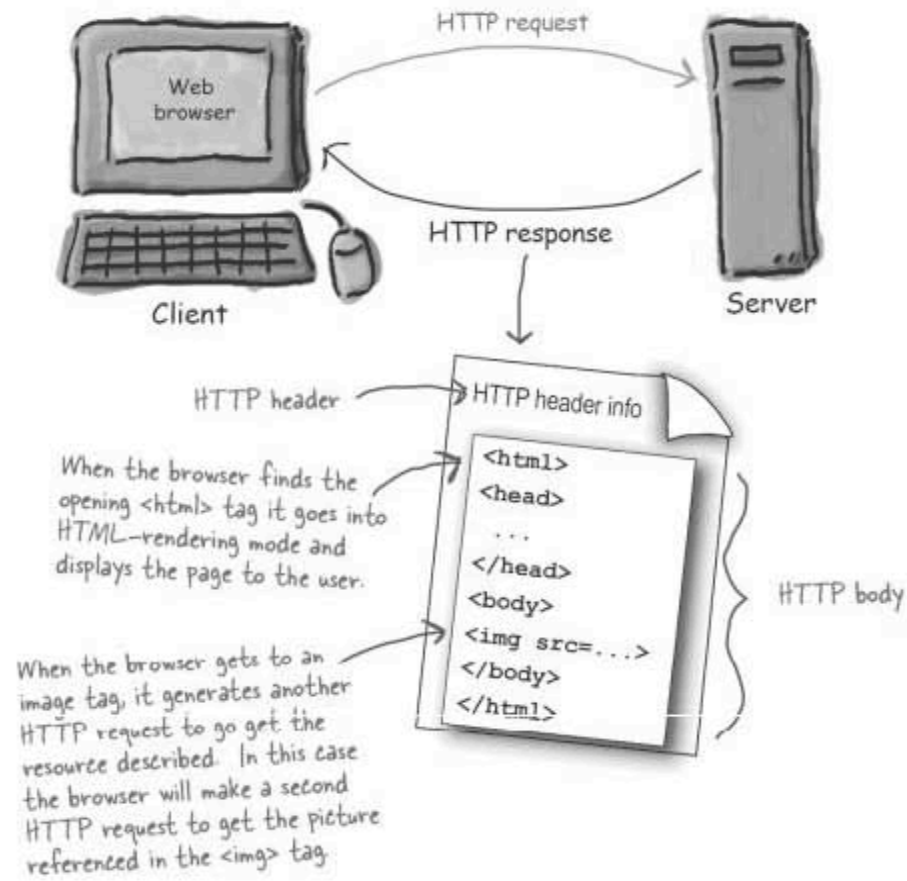 HTTP request
Web
browser
HTTP response
Client
Server
HTTP header
HTTP header info
When the browser finds the
opening <html> tag it goes into
HTML-rendering mode and
displays the page to the user.
<html>
<head>
...
</head>
<body>
<img src=...>
</body>
</html>
HTTP body
When the browser gets to an
image tag, it generates another
HTTP request to go get the
resource described. In this case
the browser will make a second
HTTP request to get the picture
referenced in the <img> tag